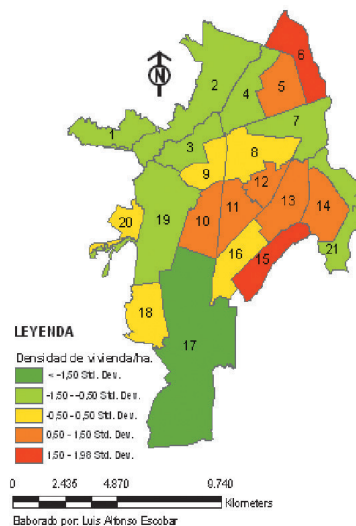 N
6
2
4
5
1
3
7
8
9
12
20
19
10
11
13
14
16
21
15
18
17
LEYENDA
Densidad de vivienda/ha.
< -1,50 Std. Dev.
-1,50 - -0,50 Std. Dev.
-0,50 - 0,50 Std. Dev.
0,50 - 1,50 Std. Dev.
1,50 - 1,98 Std. Dev.
0 2.435 4.870 9.740
Kilometers
Elaborado por: Luis Alfonso Escobar